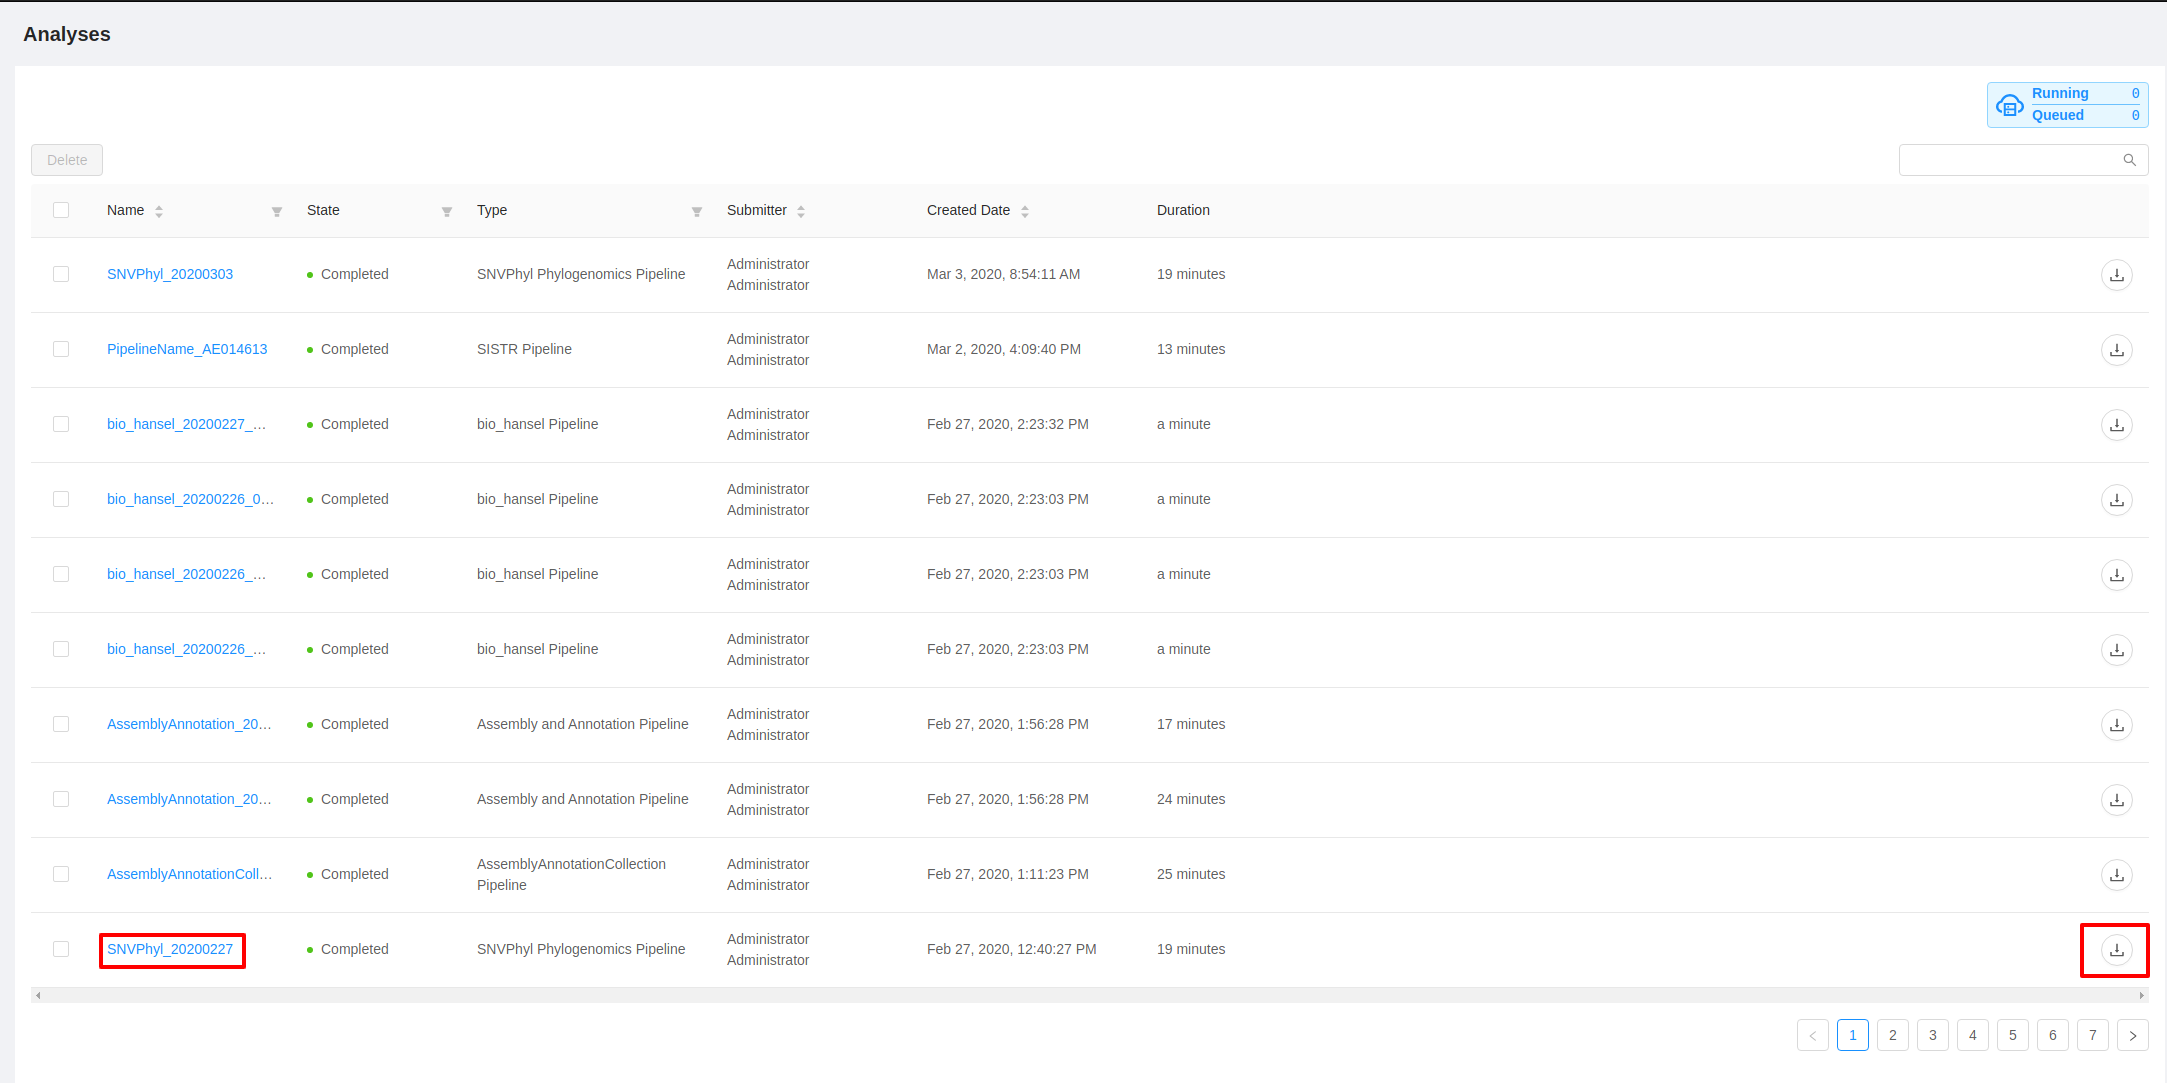 Analyses
Running 0
Queued 0
Delete
Name State Type Submitter Created Date Duration
SNVPhyl_20200303 Completed SNVPhyl Phylogenomics Pipeline Administrator Administrator Mar 3, 2020, 8:54:11 AM 19 minutes
PipelineName_AE014613 Completed SISTR Pipeline Administrator Administrator Mar 2, 2020, 4:09:40 PM 13 minutes
bio_hansel_20200227_... Completed bio_hansel Pipeline Administrator Administrator Feb 27, 2020, 2:23:32 PM a minute
bio_hansel_20200226_0... Completed bio_hansel Pipeline Administrator Administrator Feb 27, 2020, 2:23:03 PM a minute
bio_hansel_20200226_... Completed bio_hansel Pipeline Administrator Administrator Feb 27, 2020, 2:23:03 PM a minute
bio_hansel_20200226_... Completed bio_hansel Pipeline Administrator Administrator Feb 27, 2020, 2:23:03 PM a minute
AssemblyAnnotation_20... Completed Assembly and Annotation Pipeline Administrator Administrator Feb 27, 2020, 1:56:28 PM 17 minutes
AssemblyAnnotation_20... Completed Assembly and Annotation Pipeline Administrator Administrator Feb 27, 2020, 1:56:28 PM 24 minutes
AssemblyAnnotationColl... Completed AssemblyAnnotationCollection Pipeline Administrator Administrator Feb 27, 2020, 1:11:23 PM 25 minutes
SNVPhyl_20200227 Completed SNVPhyl Phylogenomics Pipeline Administrator Administrator Feb 27, 2020, 12:40:27 PM 19 minutes
1 2 3 4 5 6 7